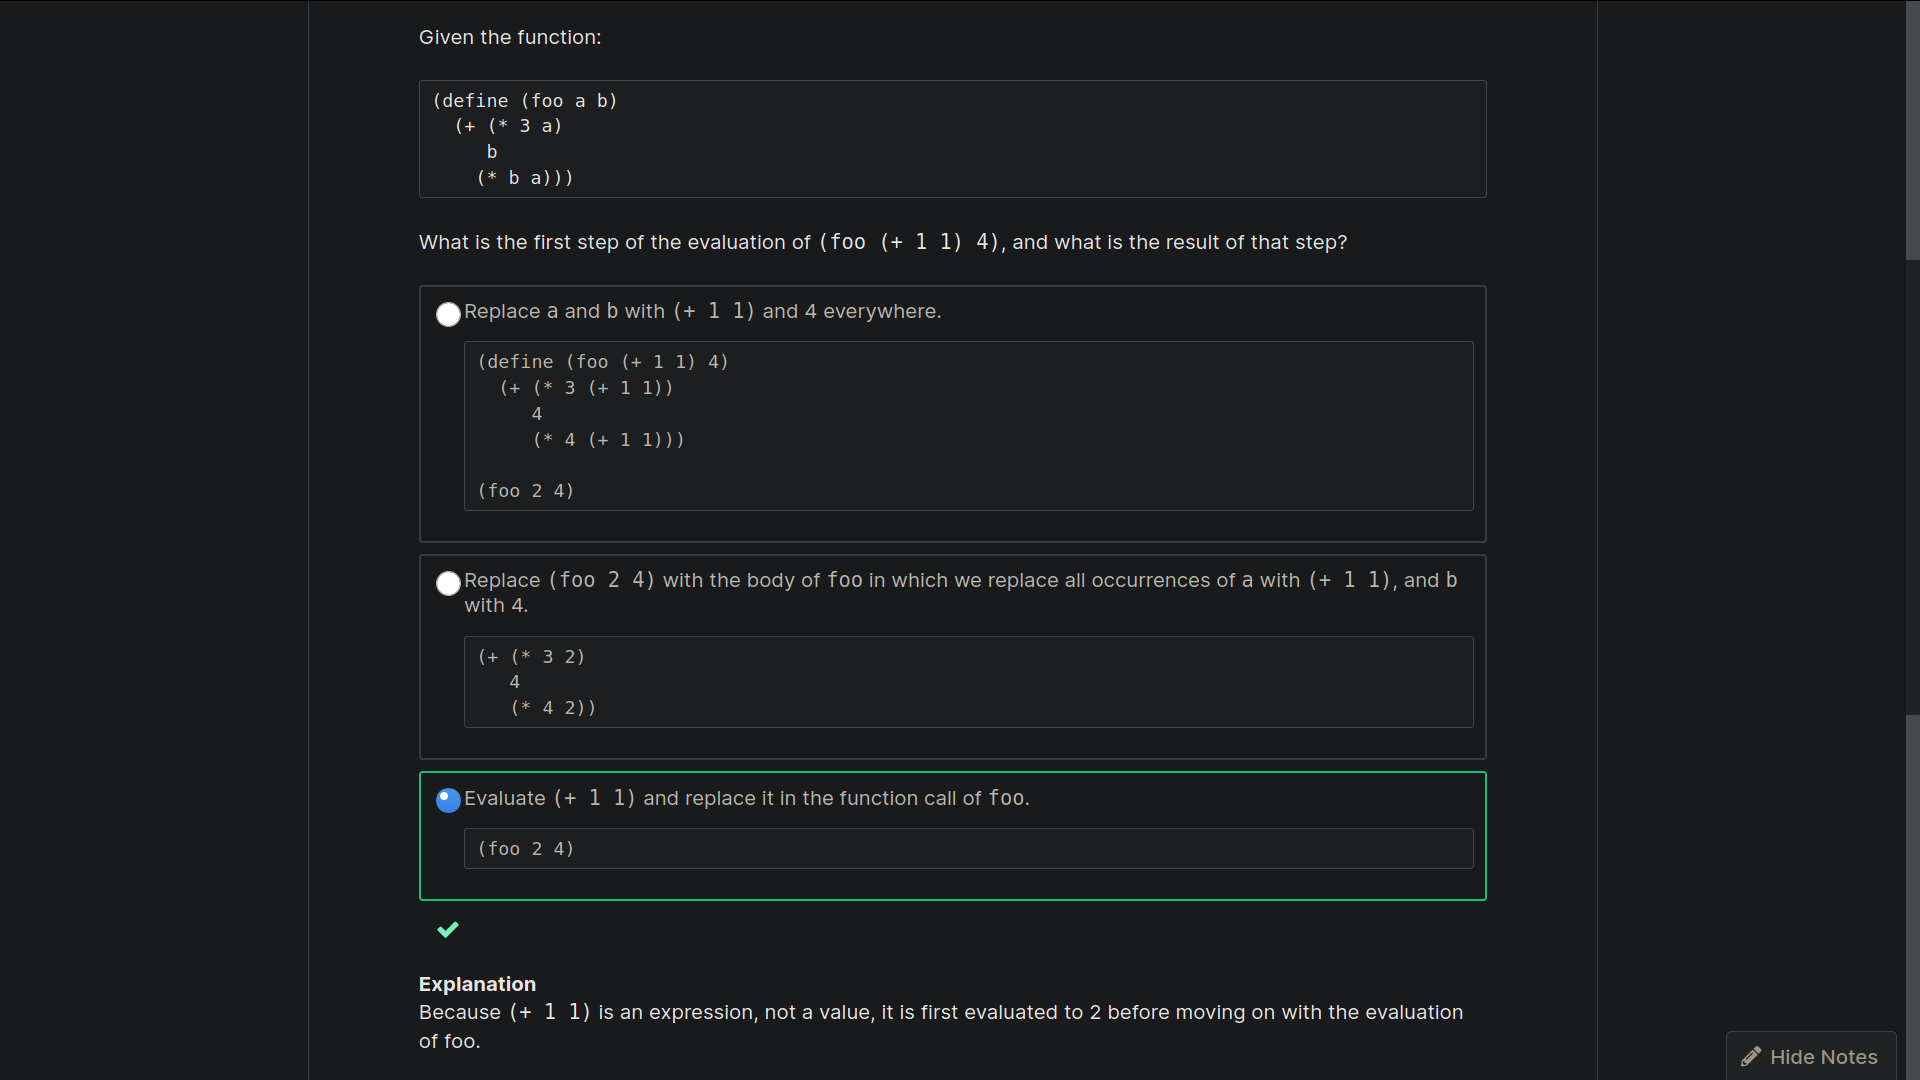 Given the function:
(define (foo a b)
  (+ (* 3 a)
     b
    (* b a)))
What is the first step of the evaluation of (foo (+ 1 1) 4), and what is the result of that step?
Replace a and b with (+ 1 1) and 4 everywhere.
(define (foo (+ 1 1) 4)
  (+ (* 3 (+ 1 1))
     4
     (* 4 (+ 1 1)))
(foo 2 4)
Replace (foo 2 4) with the body of foo in which we replace all occurrences of a with (+ 1 1), and b
with 4.
(+ (* 3 2)
   4
   (* 4 2))
Evaluate (+ 1 1) and replace it in the function call of foo.
(foo 2 4)
Explanation
Because (+ 1 1) is an expression, not a value, it is first evaluated to 2 before moving on with the evaluation
of foo.
Hide Notes